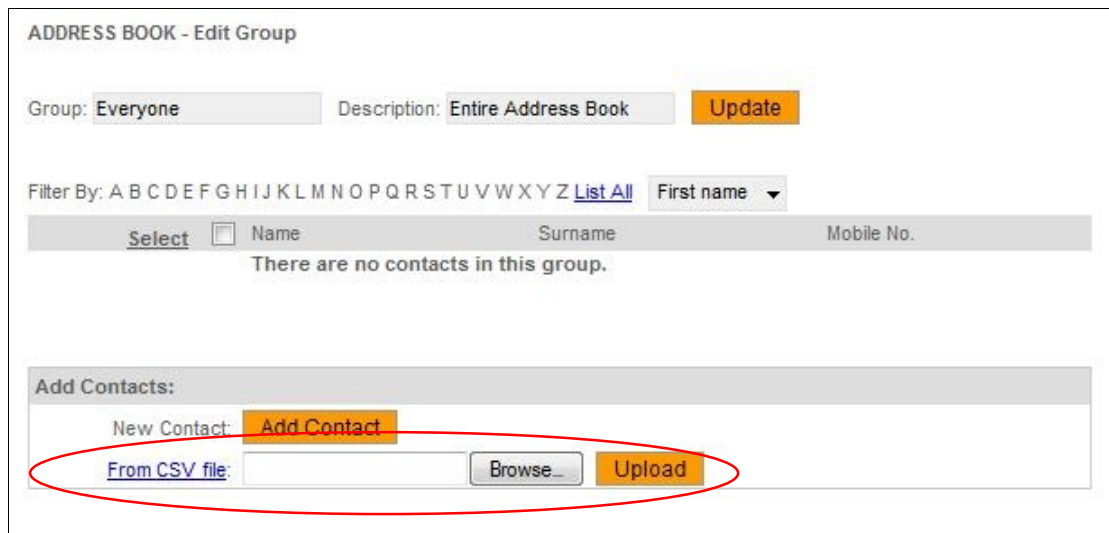 ADDRESS BOOK - Edit Group
Group: Everyone Description: Entire Address Book Update
Filter By: A B C D E F G H I J K L M N O P Q R S T U V W X Y Z List All First name
Select Name Surname Mobile No.
There are no contacts in this group.
Add Contacts:
New Contact: Add Contact
From CSV file: Browse... Upload